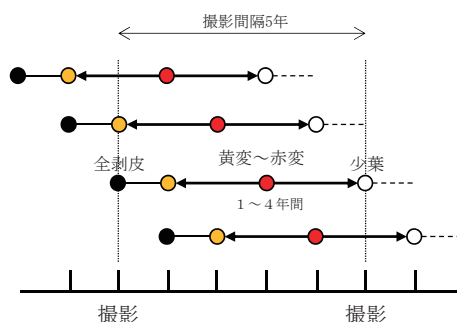 撮影間隔5年
全剥皮
黄変~赤変
少葉
1~4年間
撮影
撮影